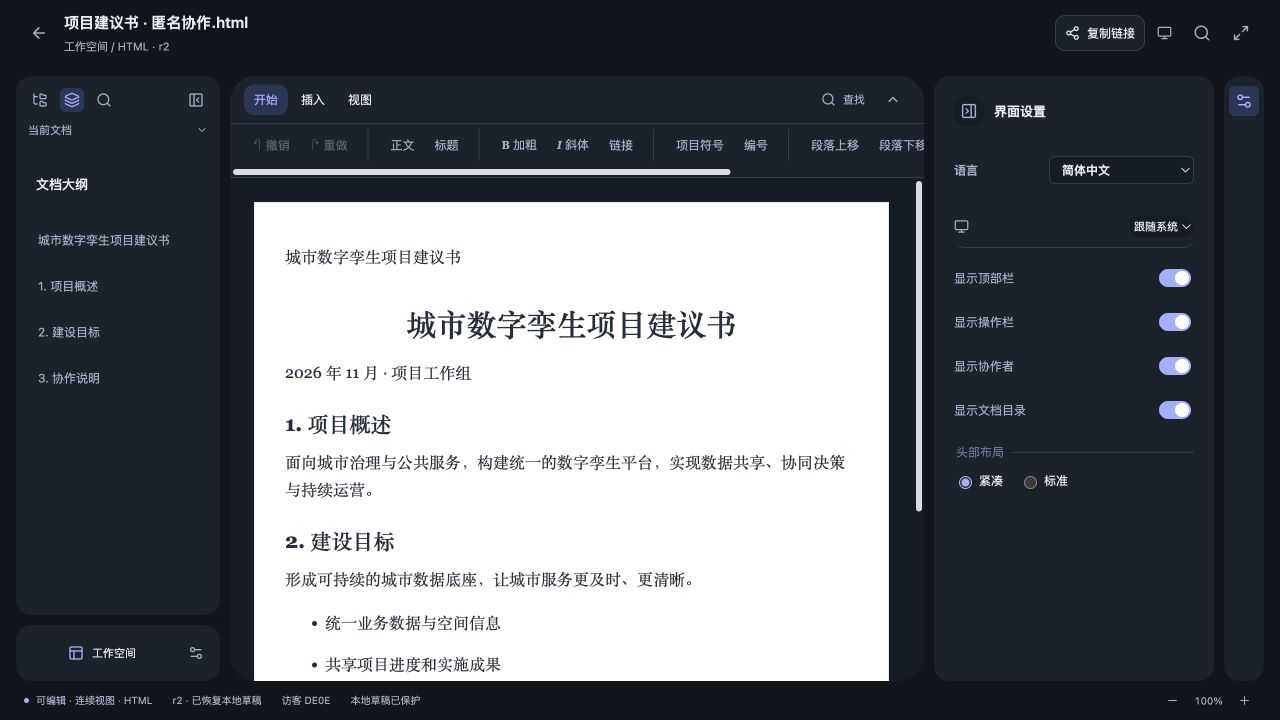 项目建议书 · 匿名协作.html
工作空间 / HTML · r2
复制链接
当前文档
文档大纲
城市数字孪生项目建议书
1. 项目概述
2. 建设目标
3. 协作说明
工作空间
开始 插入 视图 查找
撤销 重做 正文 标题 B 加粗 I 斜体 链接 项目符号 编号 段落上移 段落下移
城市数字孪生项目建议书
城市数字孪生项目建议书
2026 年 11 月 · 项目工作组
1. 项目概述
面向城市治理与公共服务，构建统一的数字孪生平台，实现数据共享、协同决策
与持续运营。
2. 建设目标
形成可持续的城市数据底座，让城市服务更及时、更清晰。
• 统一业务数据与空间信息
• 共享项目进度和实施成果
界面设置
语言 简体中文
跟随系统
显示顶部栏
显示操作栏
显示协作者
显示文档目录
头部布局
紧凑 标准
可编辑 · 连续视图 · HTML r2 · 已恢复本地草稿 访客 DE0E 本地草稿已保护 100%